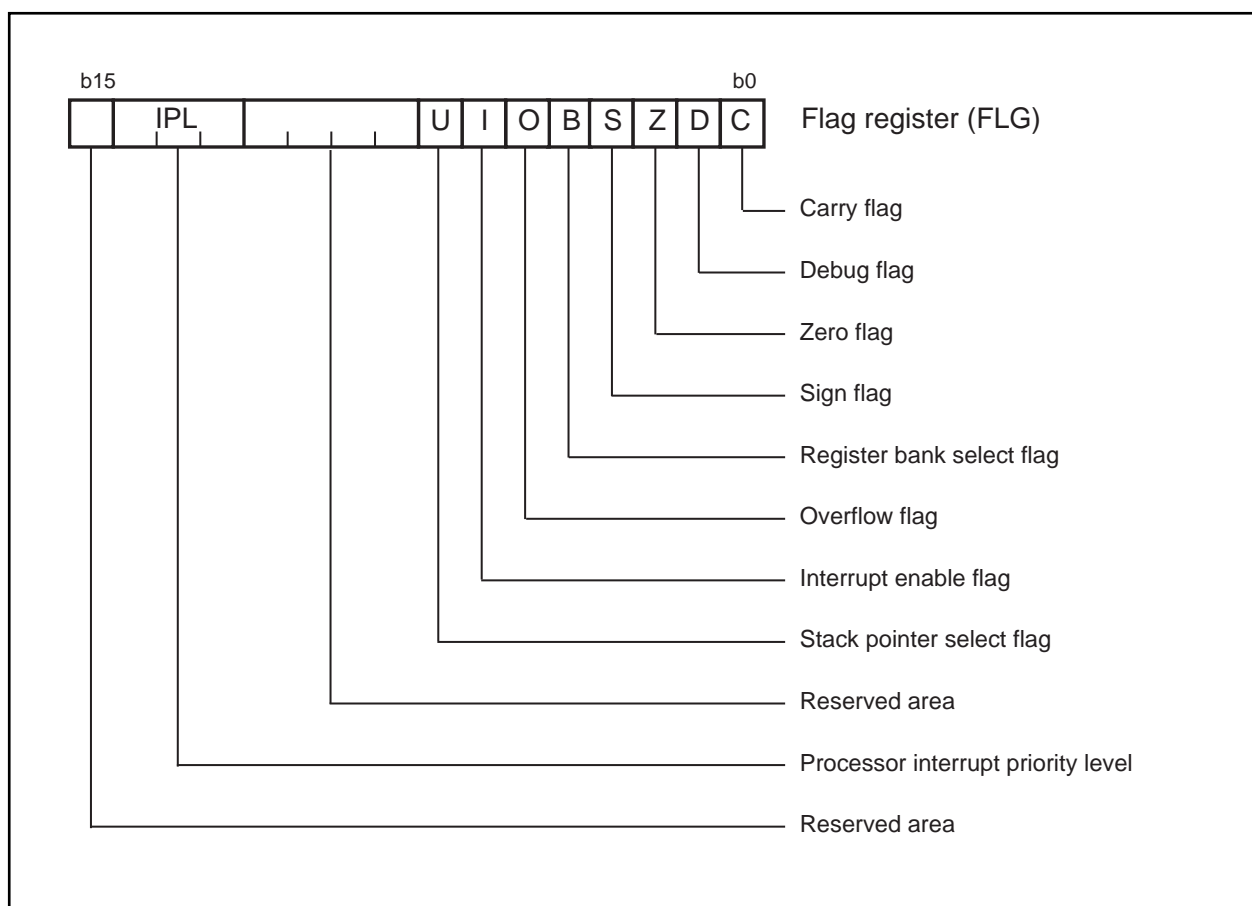 b15 b0
IPL U I O B S Z D C Flag register (FLG)
Carry flag
Debug flag
Zero flag
Sign flag
Register bank select flag
Overflow flag
Interrupt enable flag
Stack pointer select flag
Reserved area
Processor interrupt priority level
Reserved area